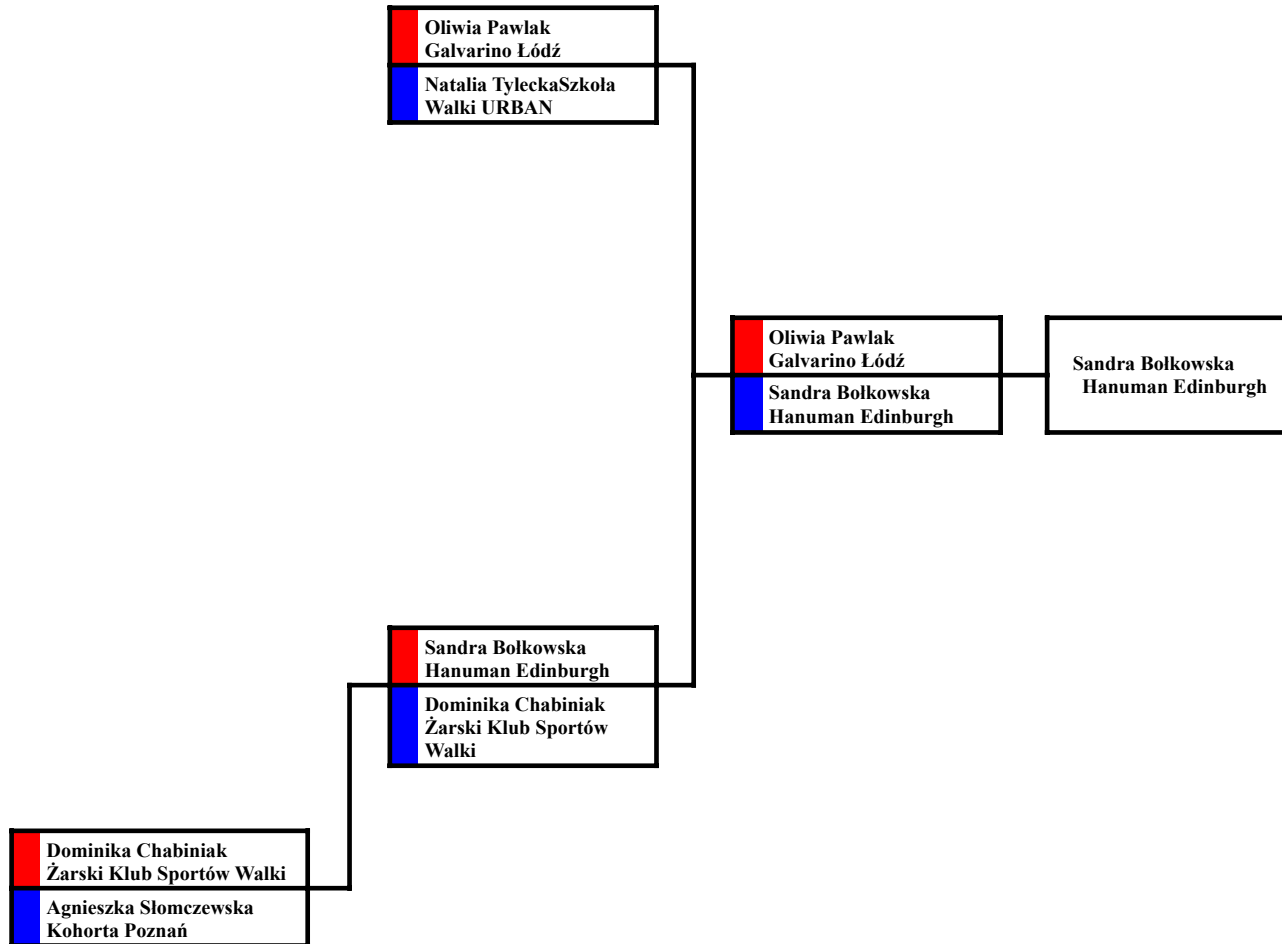 Oliwia Pawlak
Galvarino Łódź
Natalia TyleckaSzkoła
Walki URBAN
Oliwia Pawlak
Galvarino Łódź
Sandra Bołkowska
Hanuman Edinburgh
Sandra Bołkowska
Hanuman Edinburgh
Sandra Bołkowska
Hanuman Edinburgh
Dominika Chabiniak
Żarski Klub Sportów
Walki
Dominika Chabiniak
Żarski Klub Sportów Walki
Agnieszka Słomczewska
Kohorta Poznań